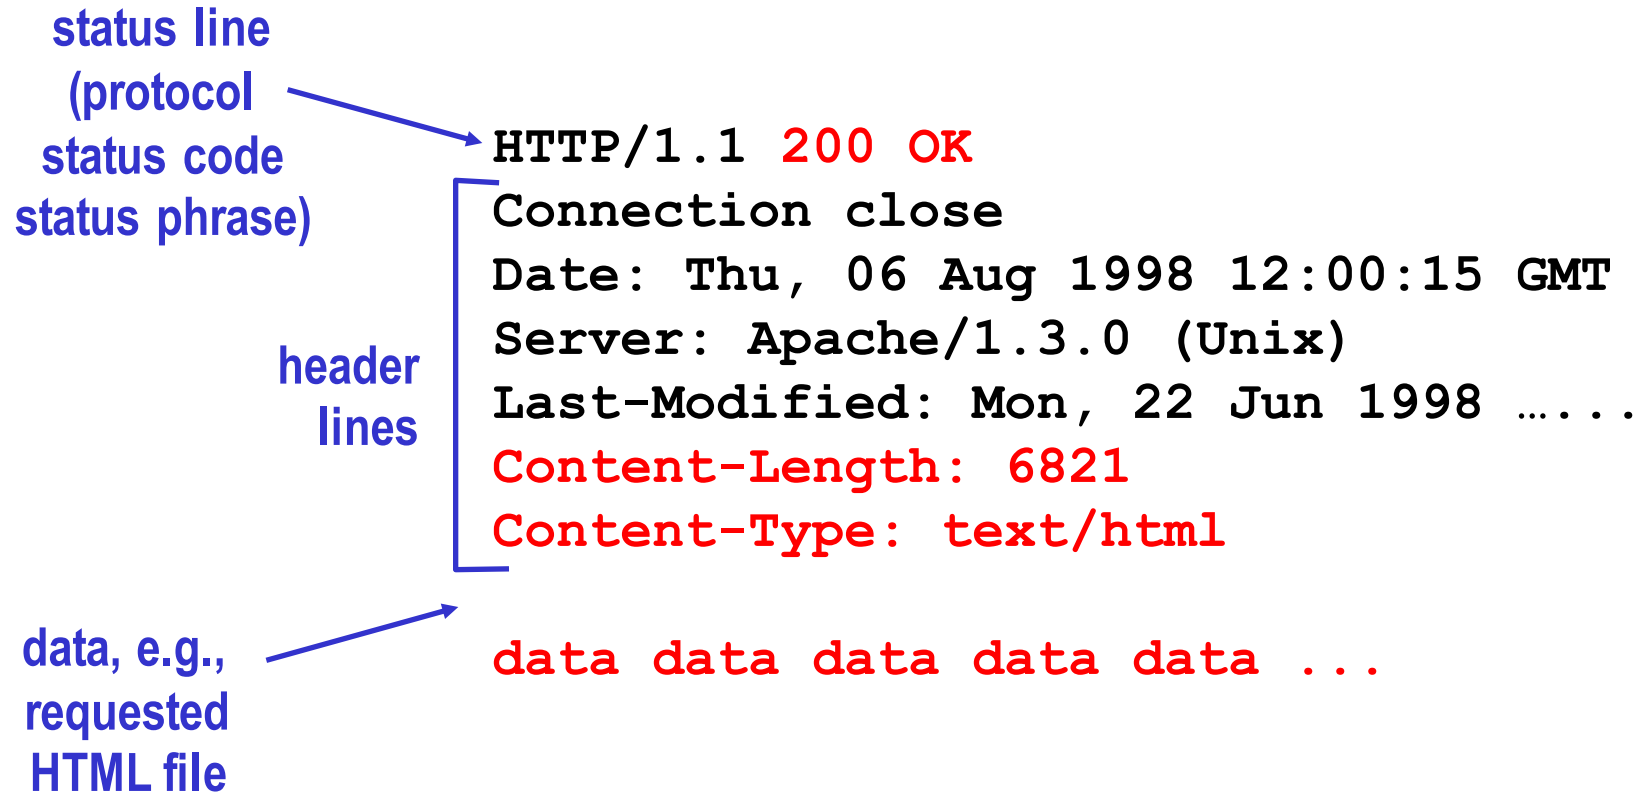 status line
(protocol
status code
status phrase)
HTTP/1.1 200 OK
Connection close
Date: Thu, 06 Aug 1998 12:00:15 GMT
Server: Apache/1.3.0 (Unix)
Last-Modified: Mon, 22 Jun 1998 …...
Content-Length: 6821
Content-Type: text/html
header
lines
data data data data data ...
data, e.g.,
requested
HTML file